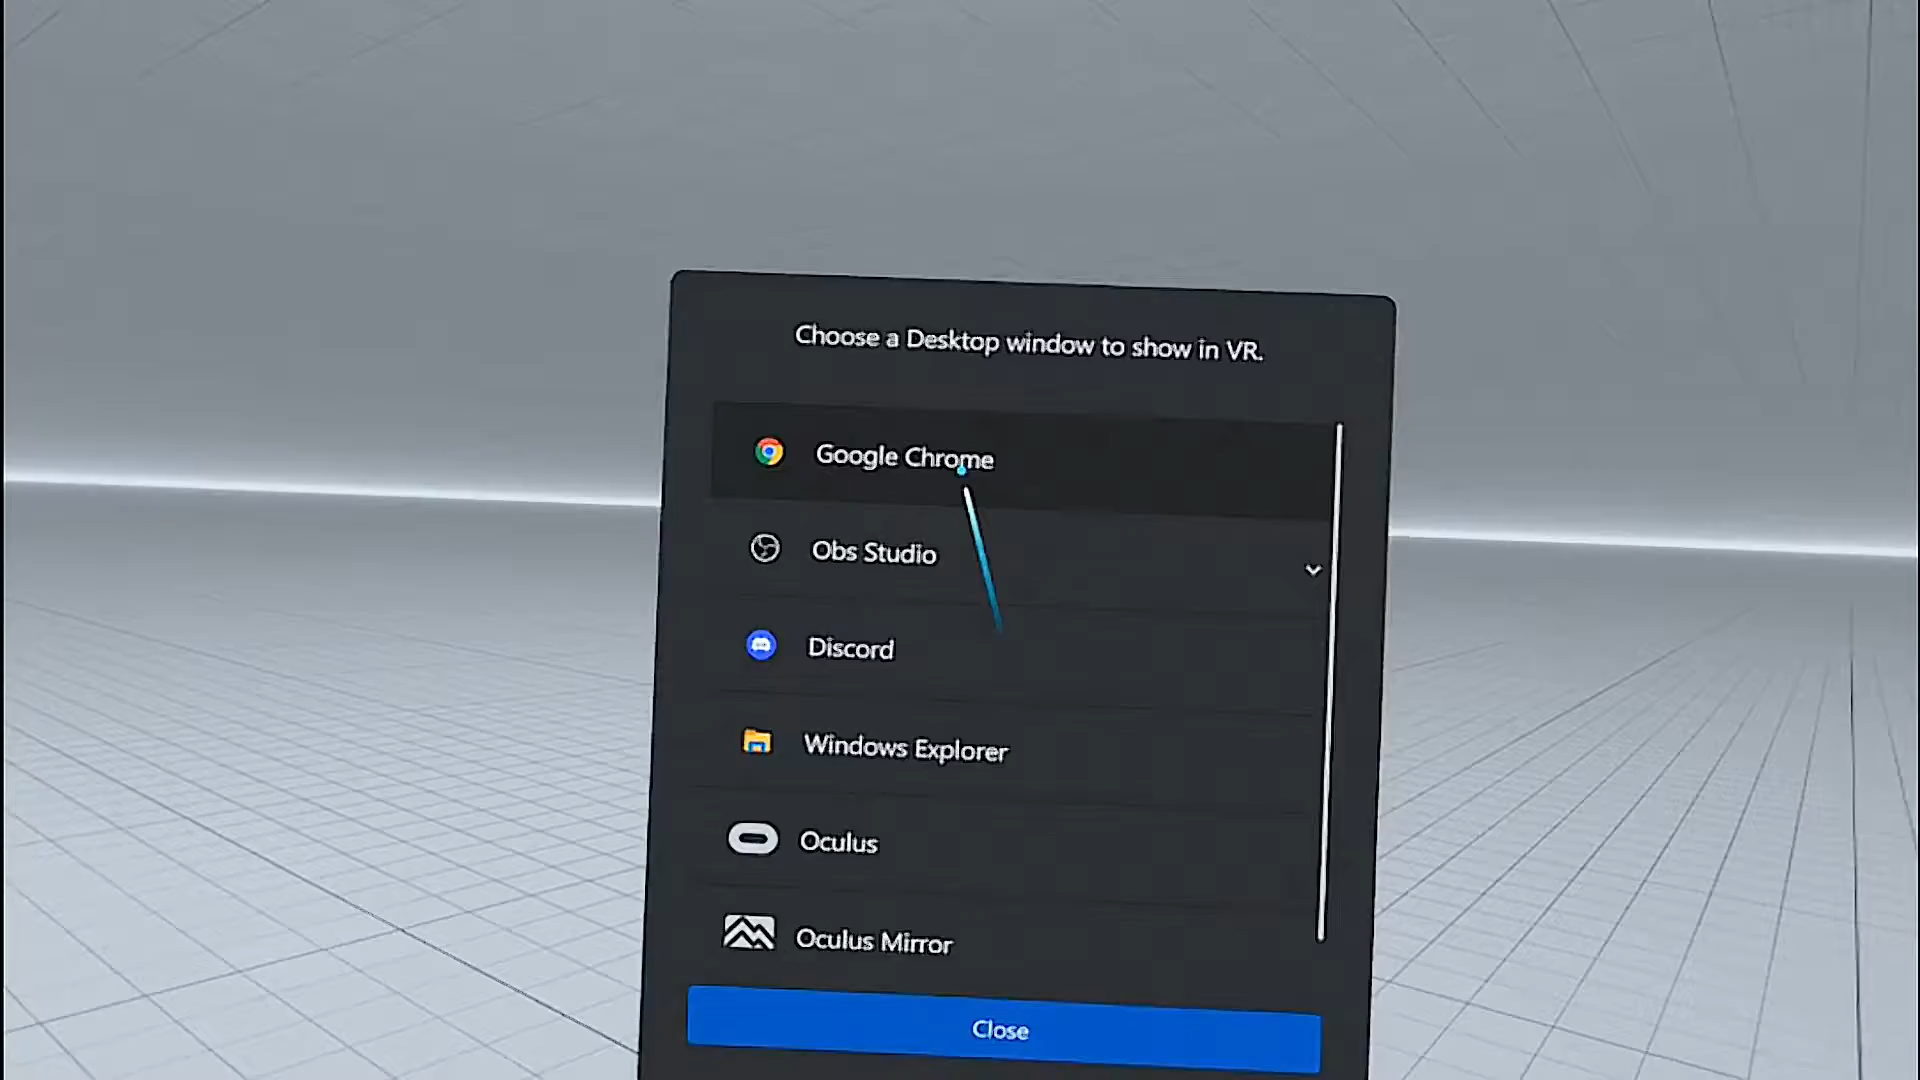 Choose a Desktop window to show in VR.
Google Chrome
Obs Studio
Discord
Windows Explorer
Oculus
Oculus Mirror
Close